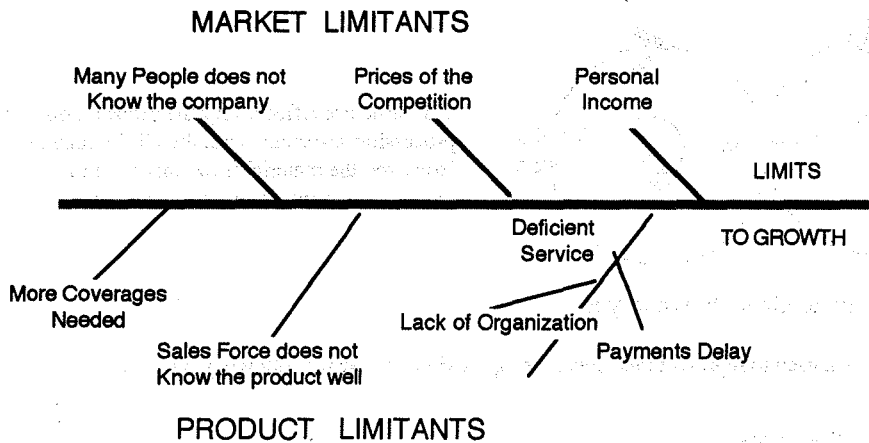 MARKET LIMITANTS
Many People does not
Know the company
Prices of the
Competition
Personal
Income
LIMITS
TO GROWTH
Deficient
Service
More Coverages
Needed
Lack of Organization
Payments Delay
Sales Force does not
Know the product well
PRODUCT LIMITANTS